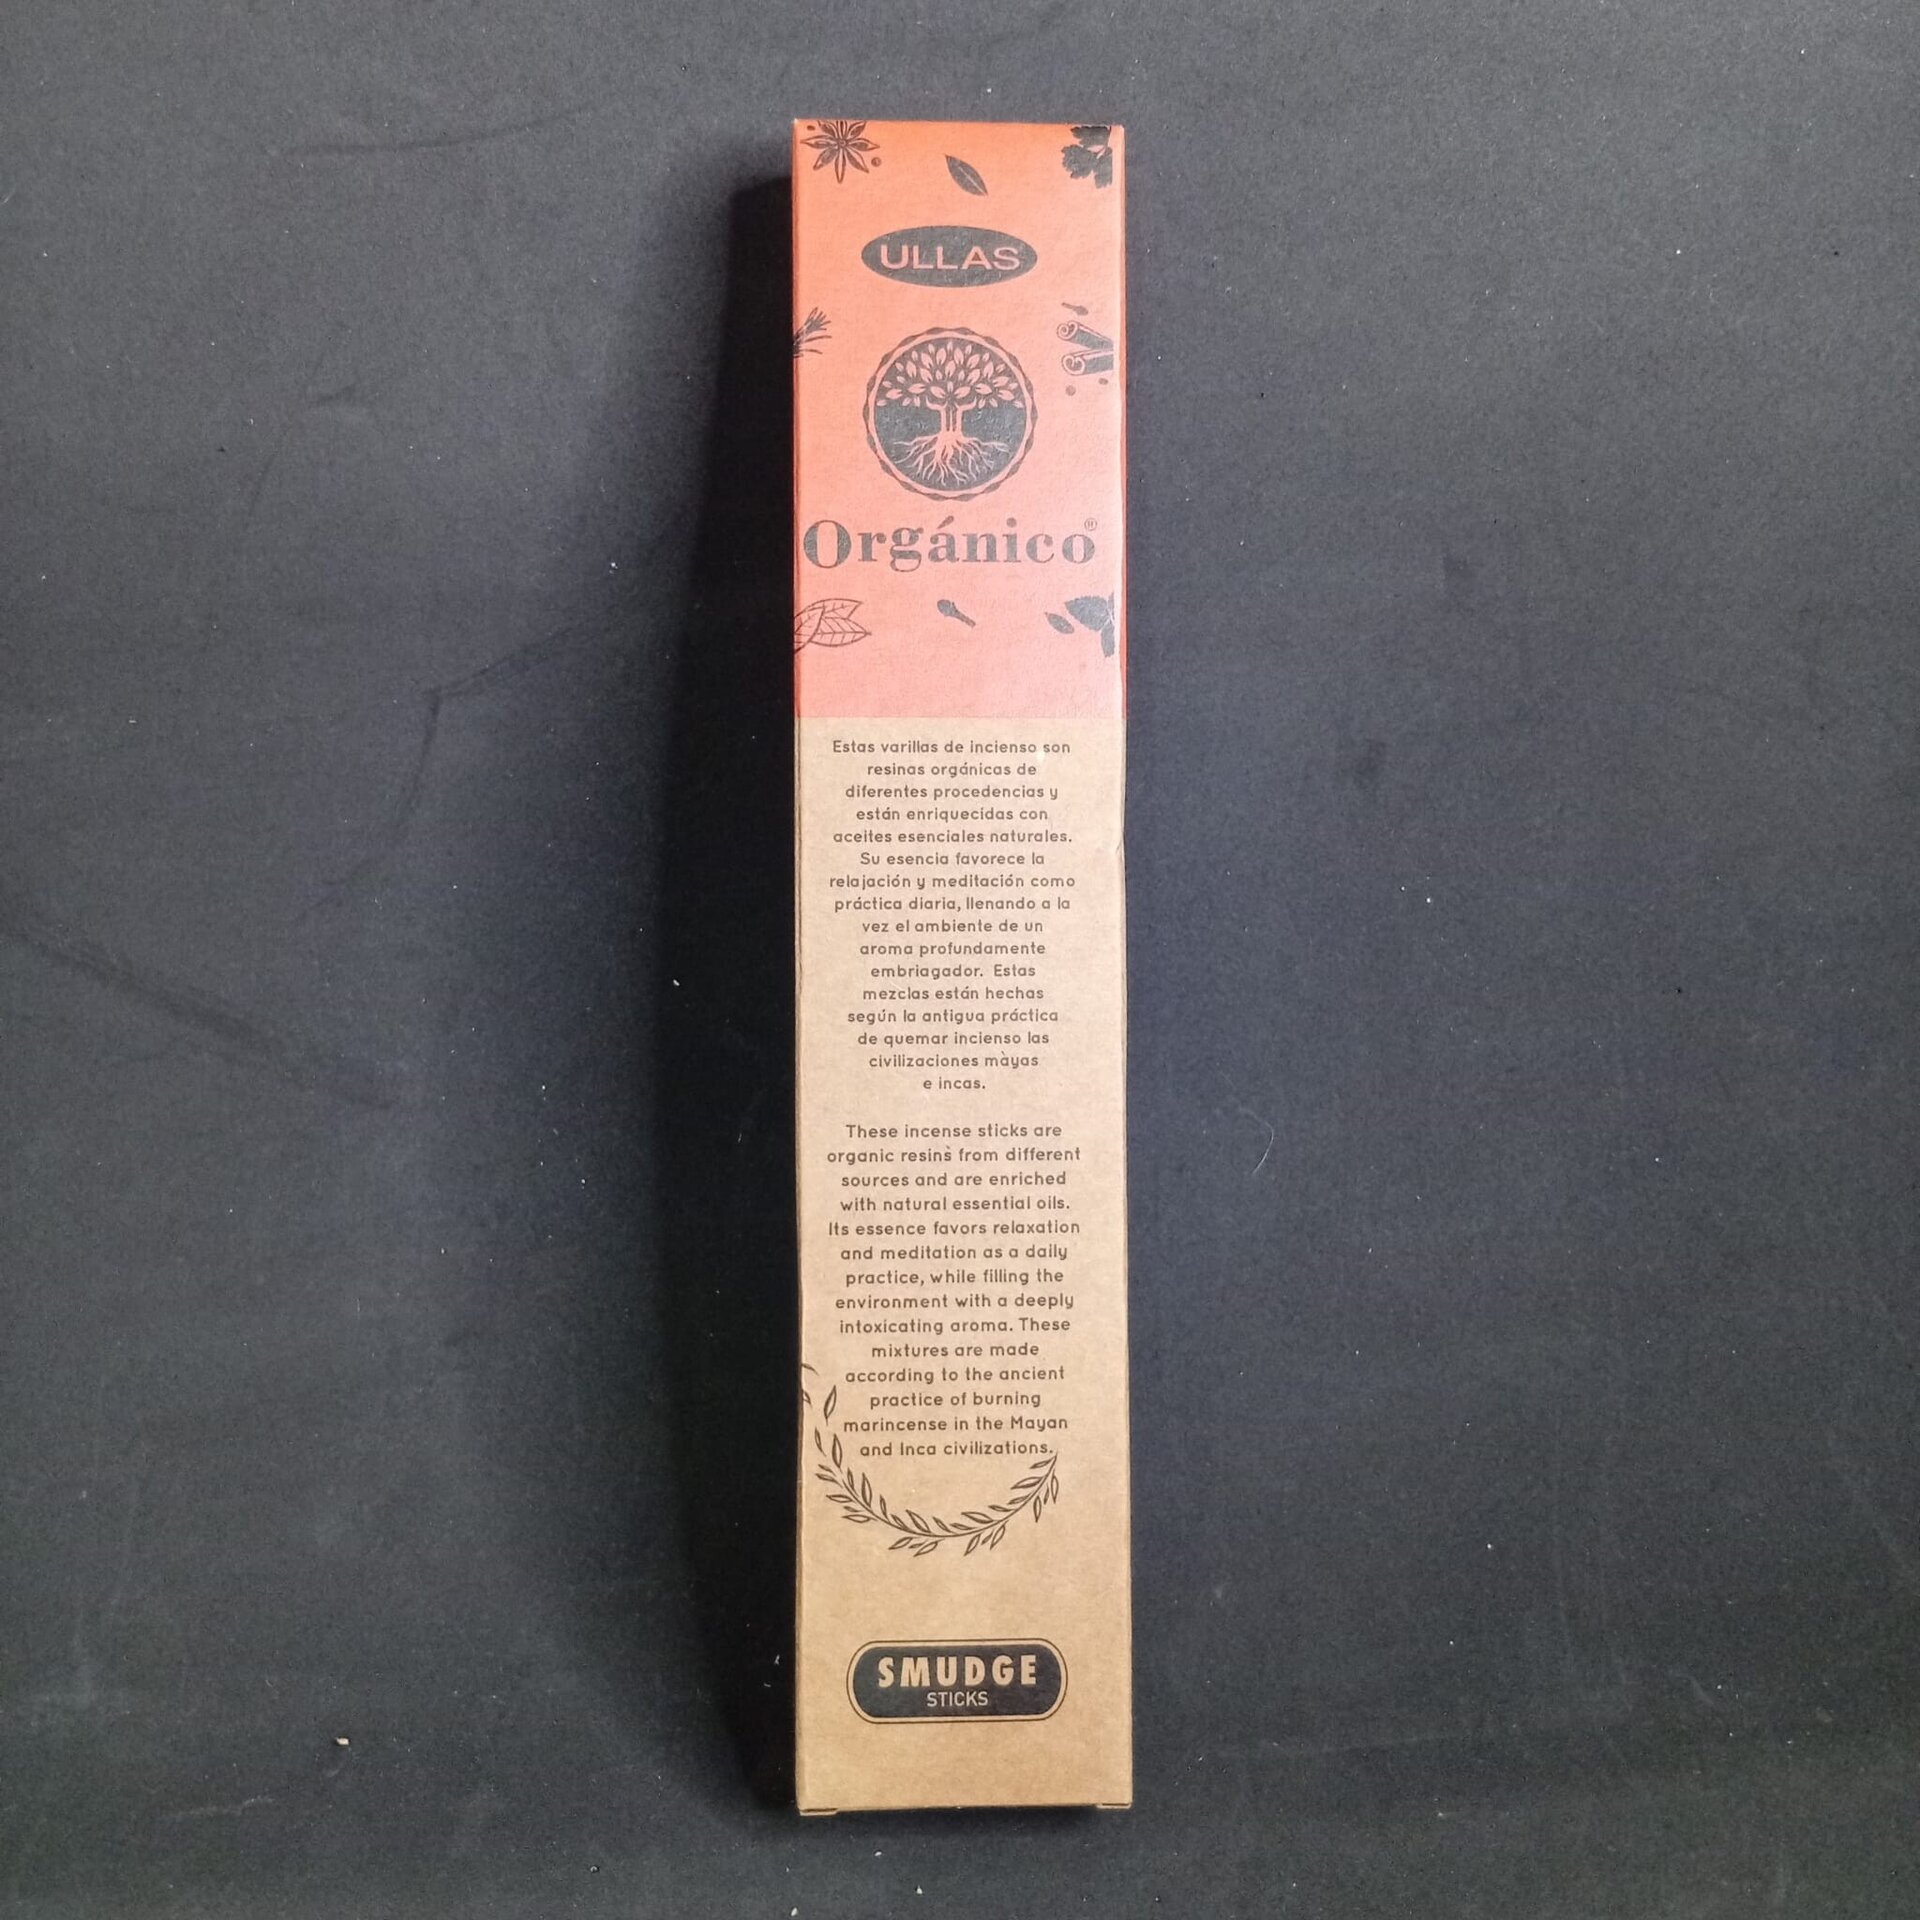 ULLAS
Orgánico®
Estas varillas de incienso son
resinas orgánicas de
diferentes procedencias y
están enriquecidas con
aceites esenciales naturales.
Su esencia favorece la
relajación y meditación como
práctica diaria, llenando a la
vez el ambiente de un
aroma profundamente
embriagador. Estas
mezclas están hechas
según la antigua práctica
de quemar incienso las
civilizaciones màyas
e incas.
These incense sticks are
organic resins from different
sources and are enriched
with natural essential oils.
Its essence favors relaxation
and meditation as a daily
practice, while filling the
environment with a deeply
intoxicating aroma. These
mixtures are made
according to the ancient
practice of burning
marincense in the Mayan
and Inca civilizations.
SMUDGE
STICKS